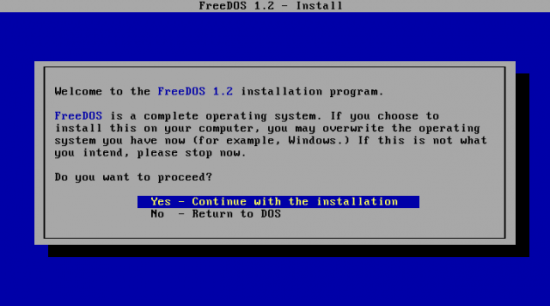 FreeDOS 1.2 - Install
Welcome to the FreeDOS 1.2 installation program.
FreeDOS is a complete operating system. If you choose to
install this on your computer, you may overwrite the operating
system you have now (for example, Windows.) If this is not what
you intend, please stop now.
Do you want to proceed?
Yes - Continue with the installation
No - Return to DOS